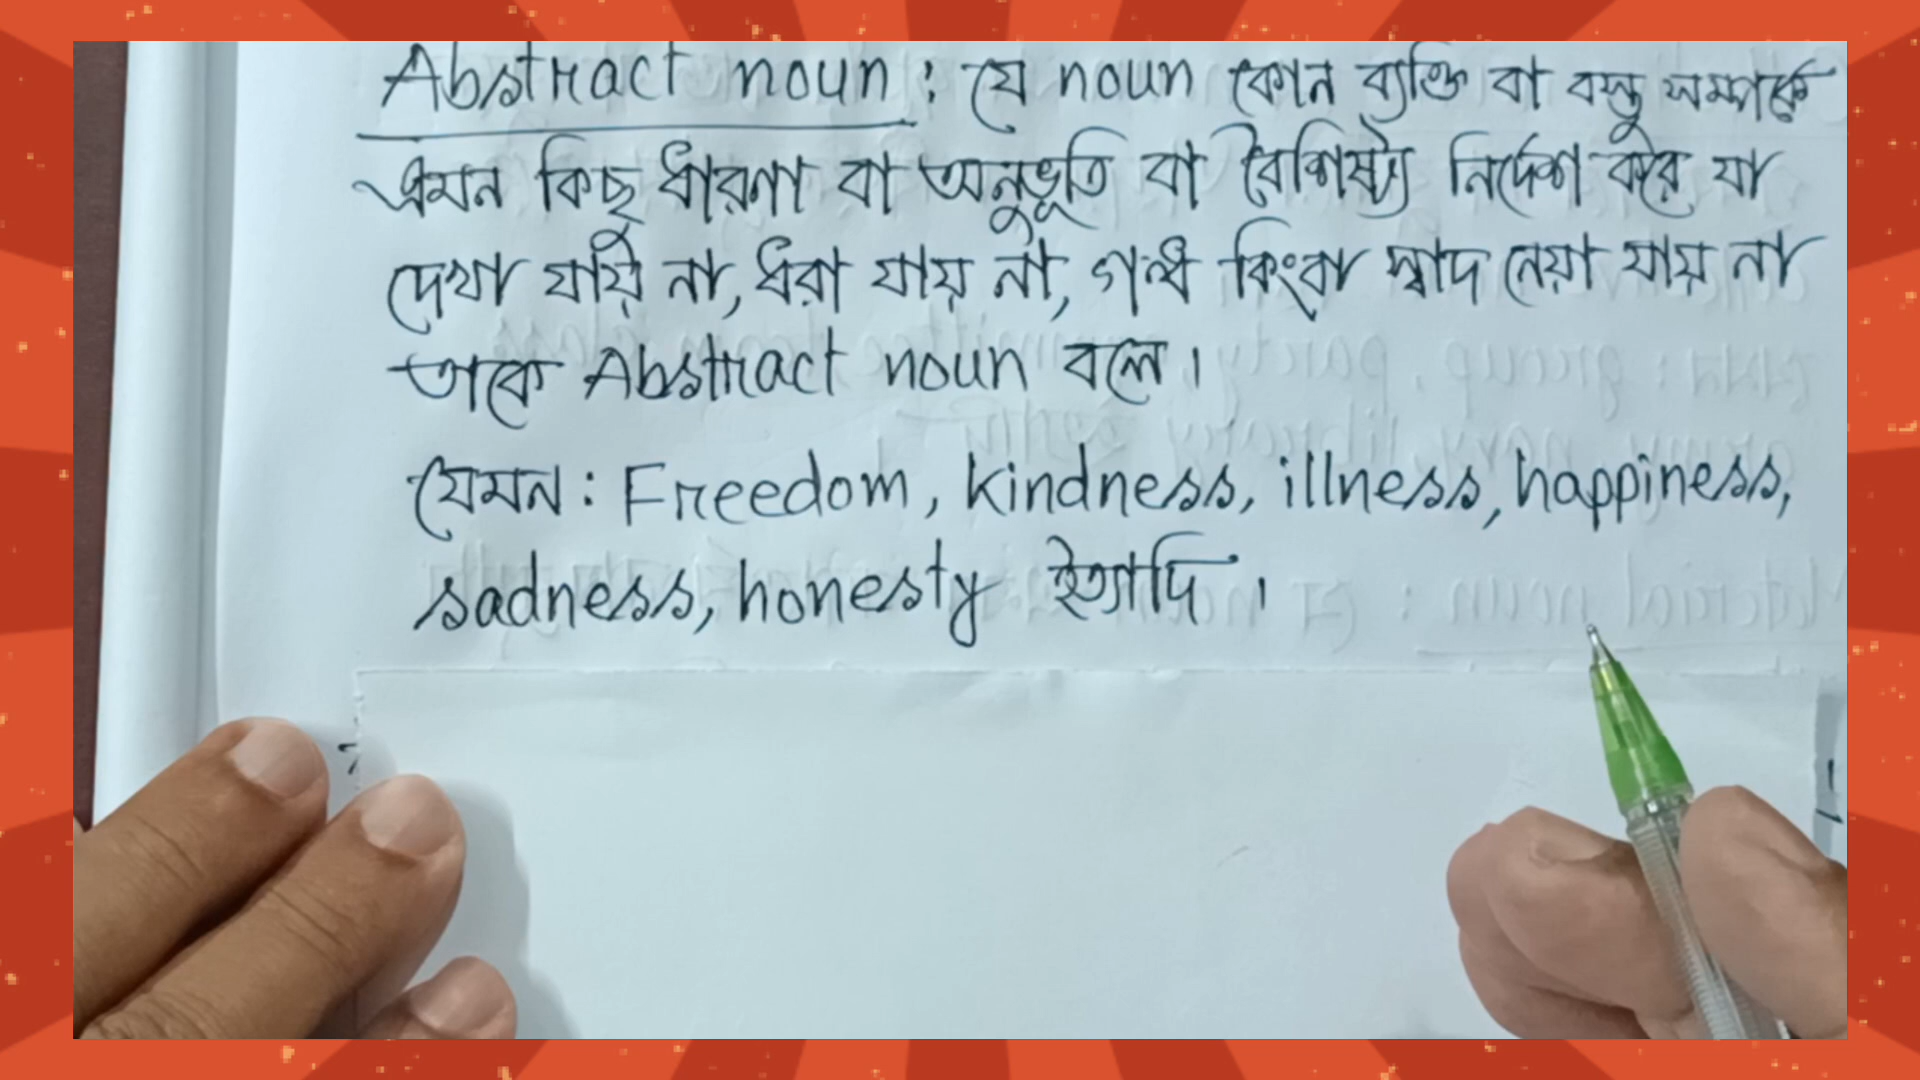 Abstract noun : যে noun কোন ব্যক্তি বা বস্তু সম্পর্কে
এমন কিছু ধারণা বা অনুভূতি বা বৈশিষ্ট্য নির্দেশ করে যা
দেখা যায় না, ধরা যায় না, গন্ধ কিংবা স্বাদ নেয়া যায় না
তাকে Abstract noun বলে।
যেমন : Freedom, kindness, illness, happiness,
sadness, honesty ইত্যাদি ।